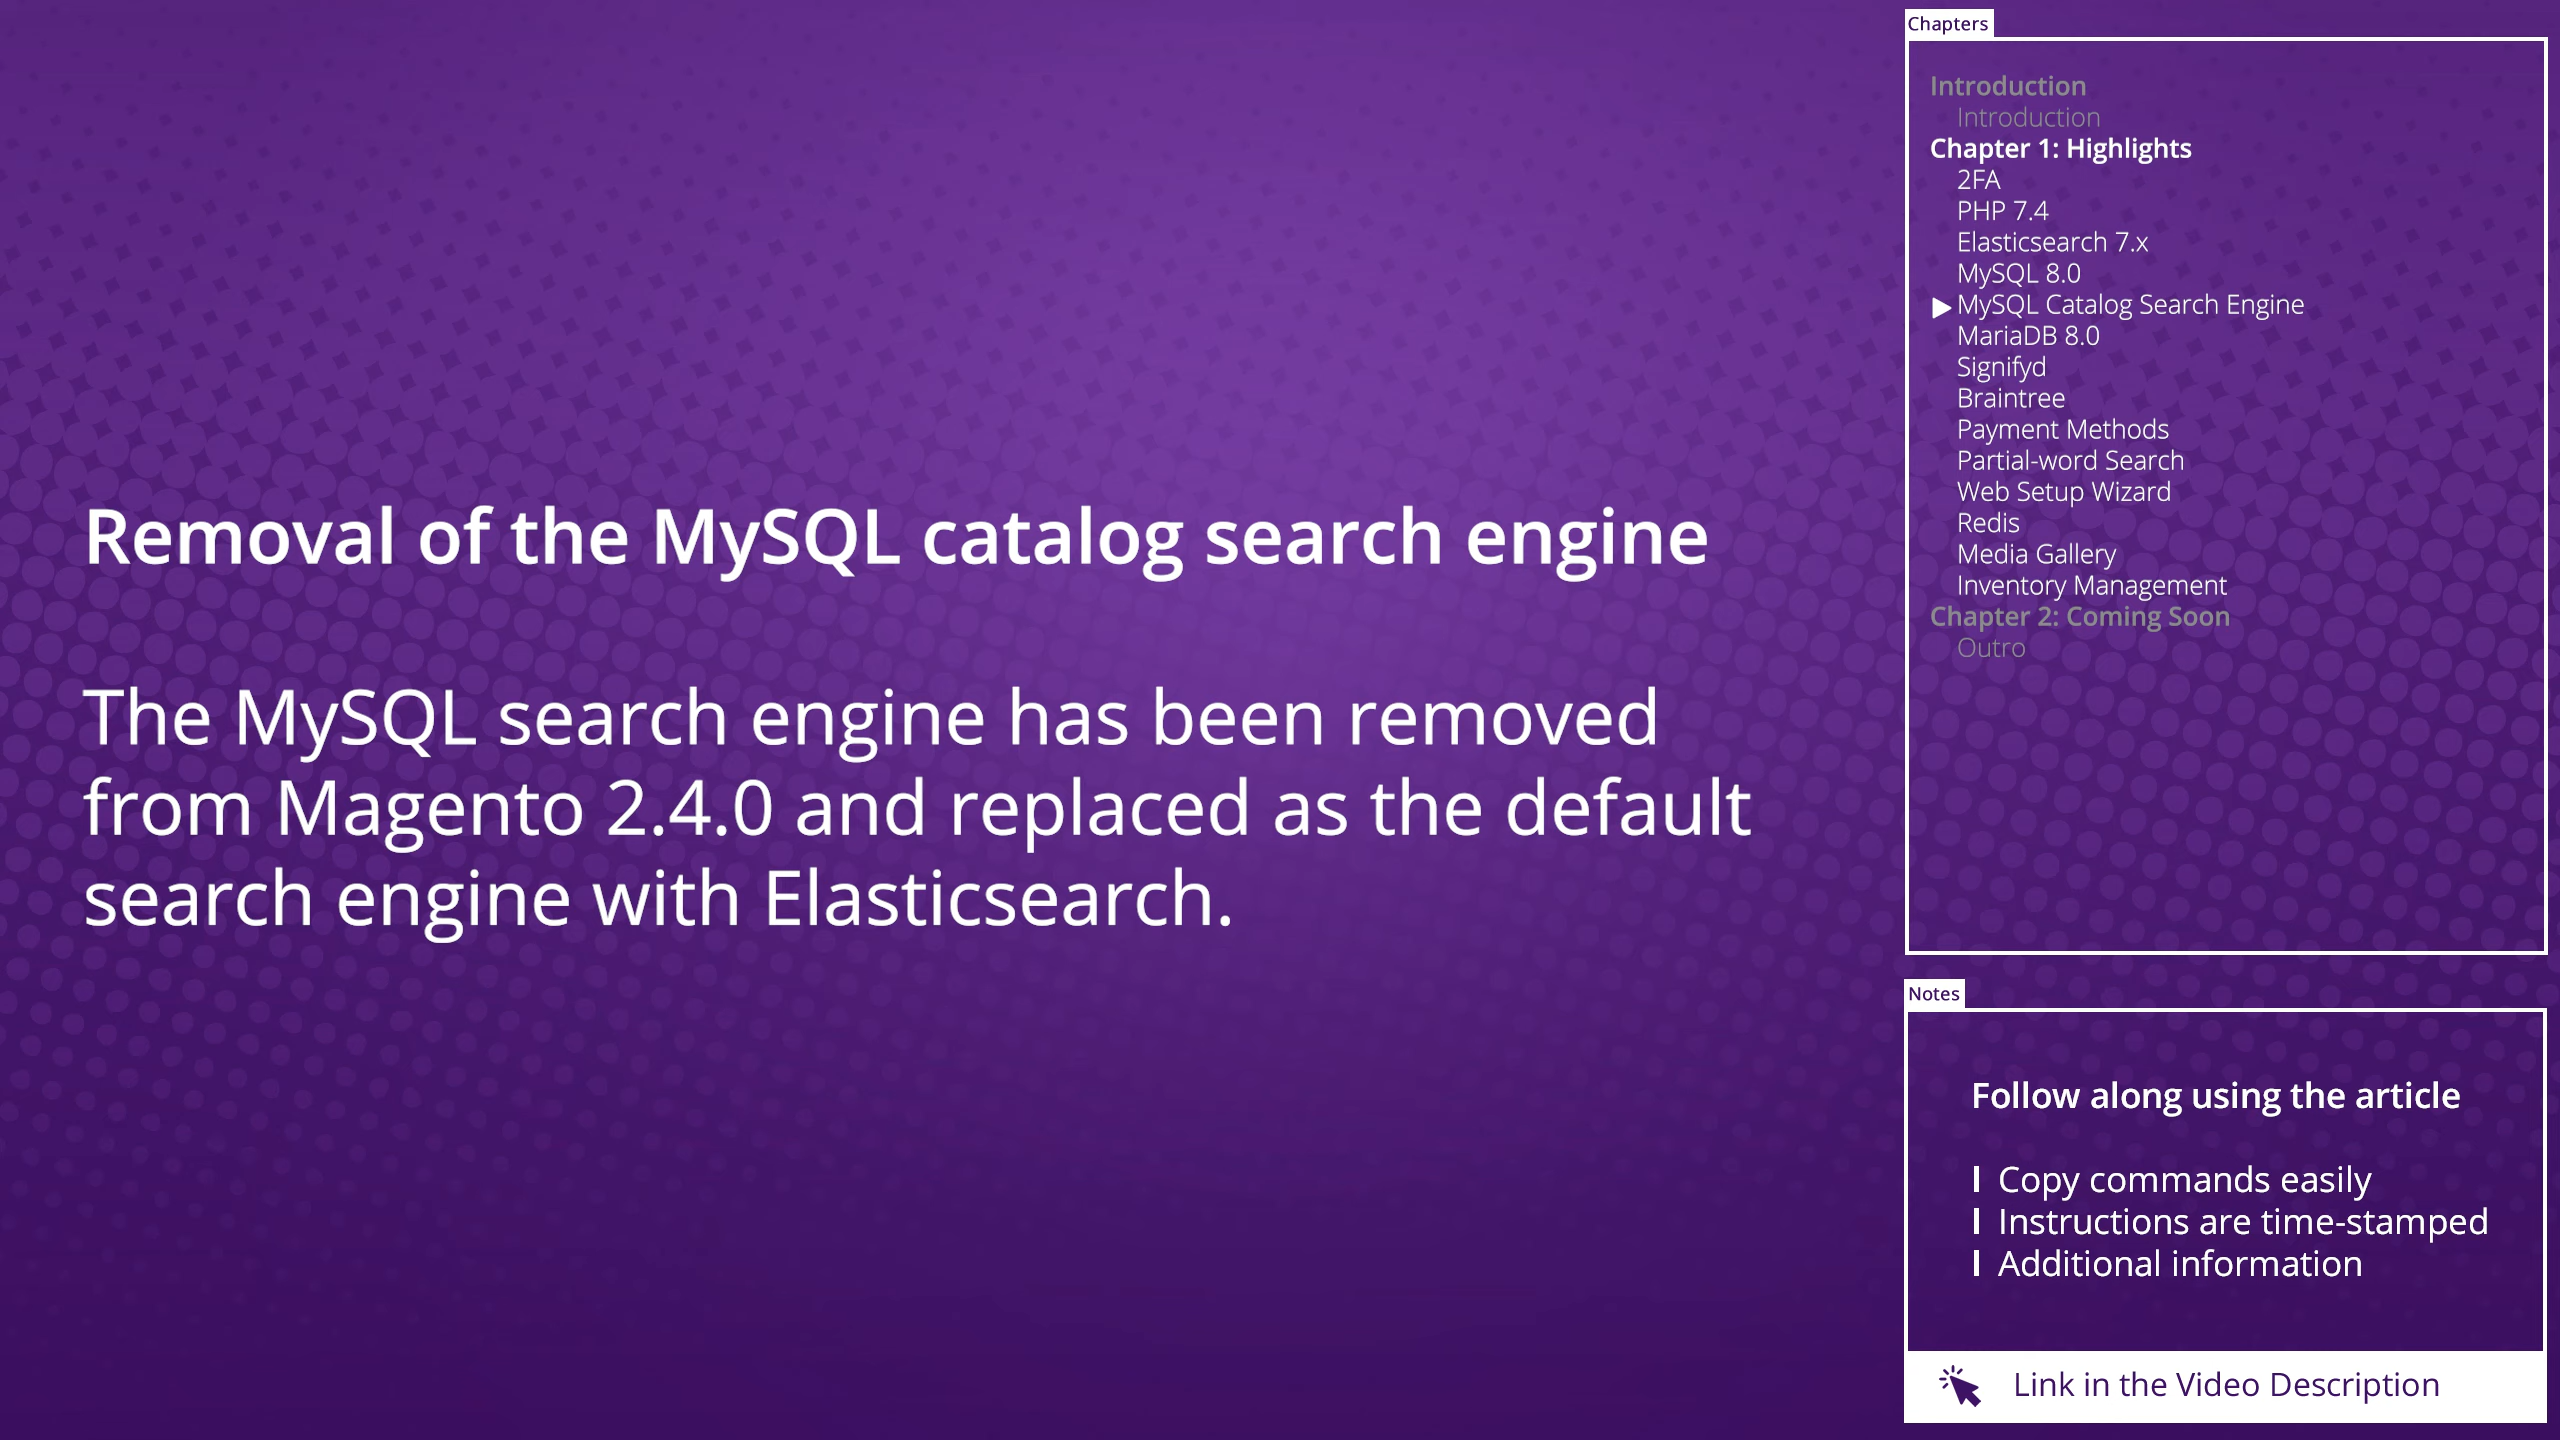 Removal of the MySQL catalog search engine
The MySQL search engine has been removed
from Magento 2.4.0 and replaced as the default
search engine with Elasticsearch.
Chapters
Introduction
Introduction
Chapter 1: Highlights
2FA
PHP 7.4
Elasticsearch 7.x
MySQL 8.0
MySQL Catalog Search Engine
MariaDB 8.0
Signifyd
Braintree
Payment Methods
Partial-word Search
Web Setup Wizard
Redis
Media Gallery
Inventory Management
Chapter 2: Coming Soon
Outro
Notes
Follow along using the article
Copy commands easily
Instructions are time-stamped
Additional information
Link in the Video Description